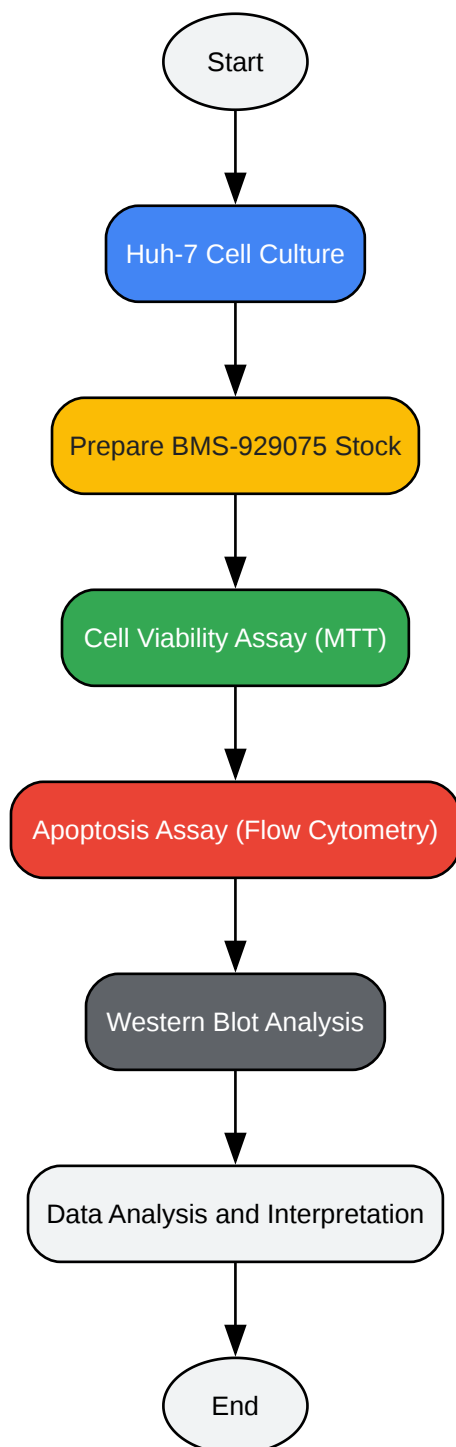 Start
Huh-7 Cell Culture
Prepare BMS-929075 Stock
Cell Viability Assay (MTT)
Apoptosis Assay (Flow Cytometry)
Western Blot Analysis
Data Analysis and Interpretation
End